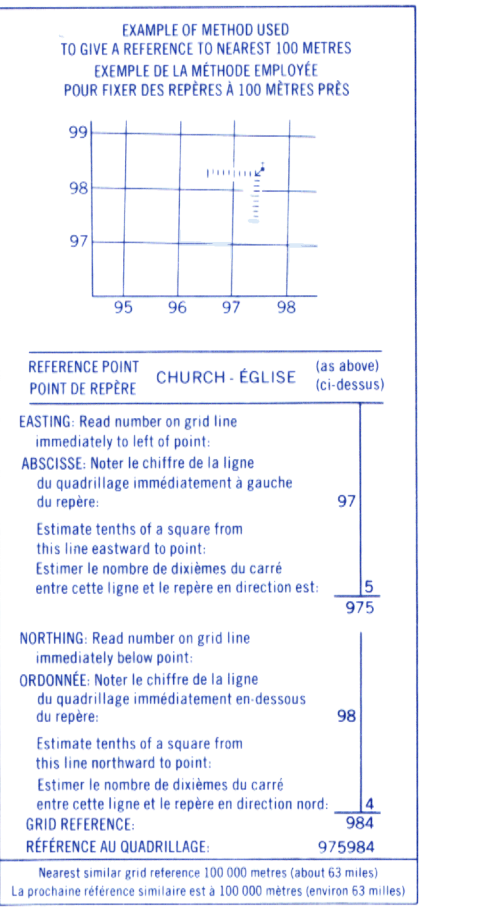 EXAMPLE OF METHOD USED
TO GIVE A REFERENCE TO NEAREST 100 METRES
EXEMPLE DE LA MÉTHODE EMPLOYÉE
POUR FIXER DES REPÈRES À 100 MÈTRES PRÈS
99
98
97
95 96 97 98
REFERENCE POINT
POINT DE REPÈRE
CHURCH - ÉGLISE
(as above)
(ci-dessus)
EASTING: Read number on grid line
immediately to left of point:
ABSCISSE: Noter le chiffre de la ligne
du quadrillage immédiatement à gauche
du repère: 97
Estimate tenths of a square from
this line eastward to point:
Estimer le nombre de dixièmes du carré
entre cette ligne et le repère en direction est: 5
975
NORTHING: Read number on grid line
immediately below point:
ORDONNÉE: Noter le chiffre de la ligne
du quadrillage immédiatement en-dessous
du repère: 98
Estimate tenths of a square from
this line northward to point:
Estimer le nombre de dixièmes du carré
entre cette ligne et le repère en direction nord: 4
GRID REFERENCE: 984
RÉFÉRENCE AU QUADRILLAGE: 975984
Nearest similar grid reference 100 000 metres (about 63 miles)
La prochaine référence similaire est à 100 000 mètres (environ 63 milles)